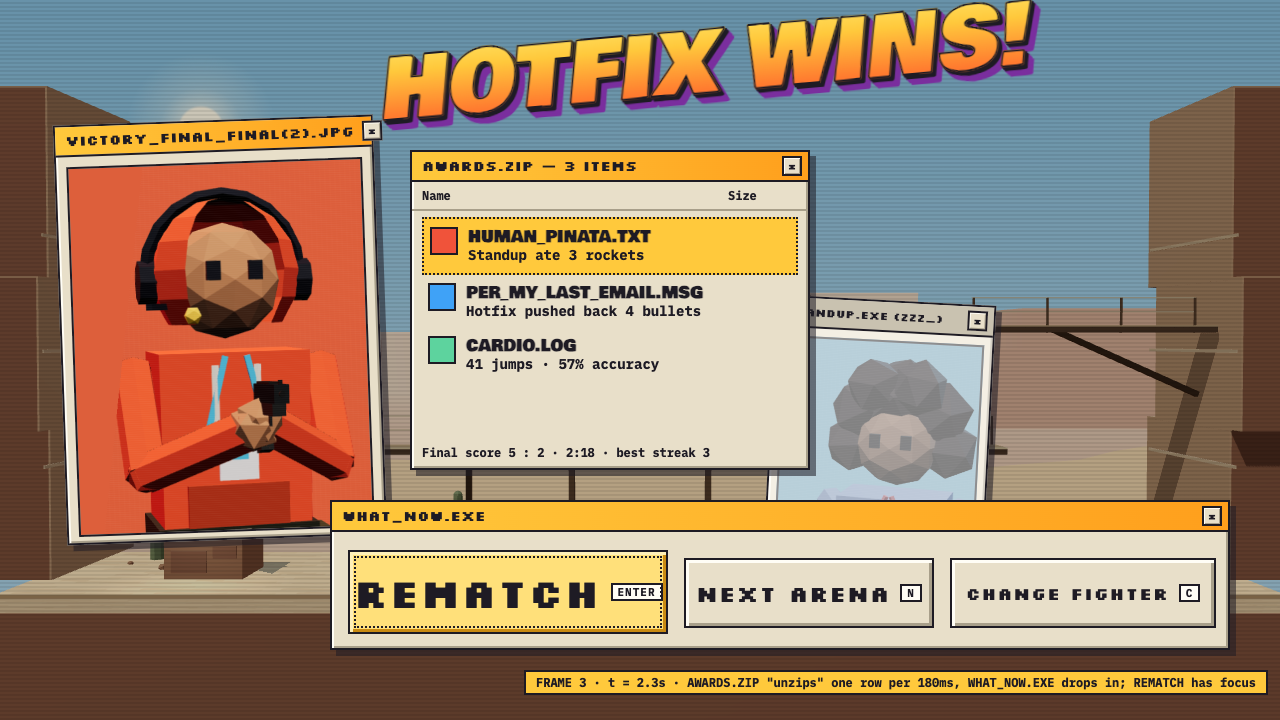 HOTFIX WINS!
VICTORY_FINAL_FINAL(2).JPG
AWARDS.ZIP — 3 ITEMS
Name Size
HUMAN_PINATA.TXT
Standup ate 3 rockets
PER_MY_LAST_EMAIL.MSG
Hotfix pushed back 4 bullets
CARDIO.LOG
41 jumps · 57% accuracy
Final score 5 : 2 · 2:18 · best streak 3
NDUP.EXE (ZZZ_)
WHAT_NOW.EXE
REMATCH ENTER
NEXT ARENA N
CHANGE FIGHTER C
FRAME 3 · t = 2.3s · AWARDS.ZIP "unzips" one row per 180ms, WHAT_NOW.EXE drops in; REMATCH has focus